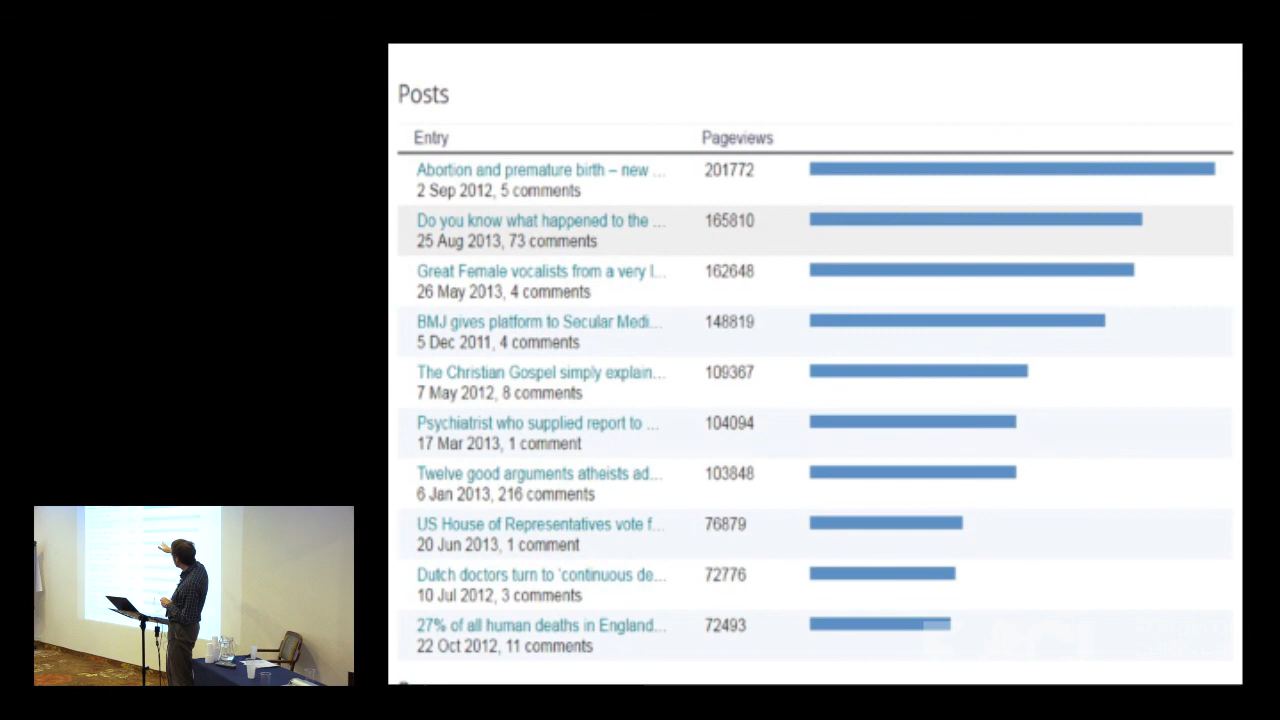 Posts
Entry Pageviews
Abortion and premature birth – new ... 201772
2 Sep 2012, 5 comments
Do you know what happened to the ... 165810
25 Aug 2013, 73 comments
Great Female vocalists from a very l... 162648
26 May 2013, 4 comments
BMJ gives platform to Secular Medi... 148819
5 Dec 2011, 4 comments
The Christian Gospel simply explain... 109367
7 May 2012, 8 comments
Psychiatrist who supplied report to ... 104094
17 Mar 2013, 1 comment
Twelve good arguments atheists ad... 103848
6 Jan 2013, 216 comments
US House of Representatives vote f... 76879
20 Jun 2013, 1 comment
Dutch doctors turn to 'continuous de... 72776
10 Jul 2012, 3 comments
27% of all human deaths in England... 72493
22 Oct 2012, 11 comments